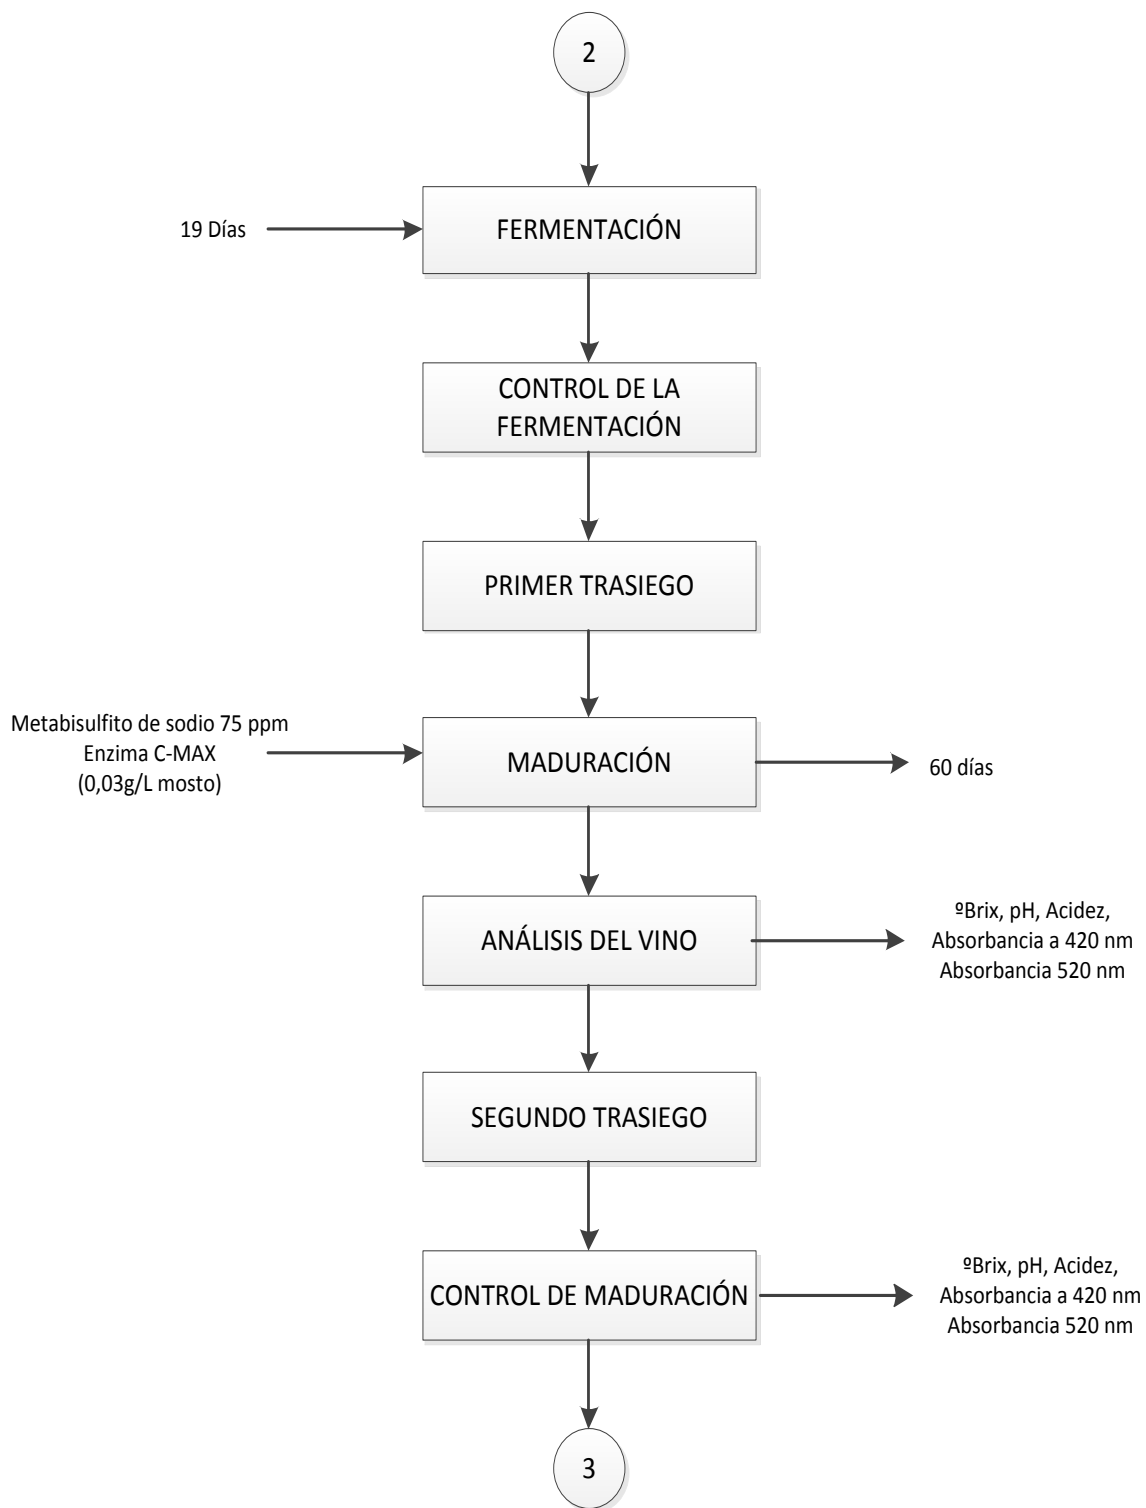 2
19 Días
FERMENTACIÓN
CONTROL DE LA
FERMENTACIÓN
PRIMER TRASIEGO
Metabisulfito de sodio 75 ppm
Enzima C-MAX
(0,03g/L mosto)
MADURACIÓN
60 días
ANÁLISIS DEL VINO
ºBrix, pH, Acidez,
Absorbancia a 420 nm
Absorbancia 520 nm
SEGUNDO TRASIEGO
CONTROL DE MADURACIÓN
ºBrix, pH, Acidez,
Absorbancia a 420 nm
Absorbancia 520 nm
3